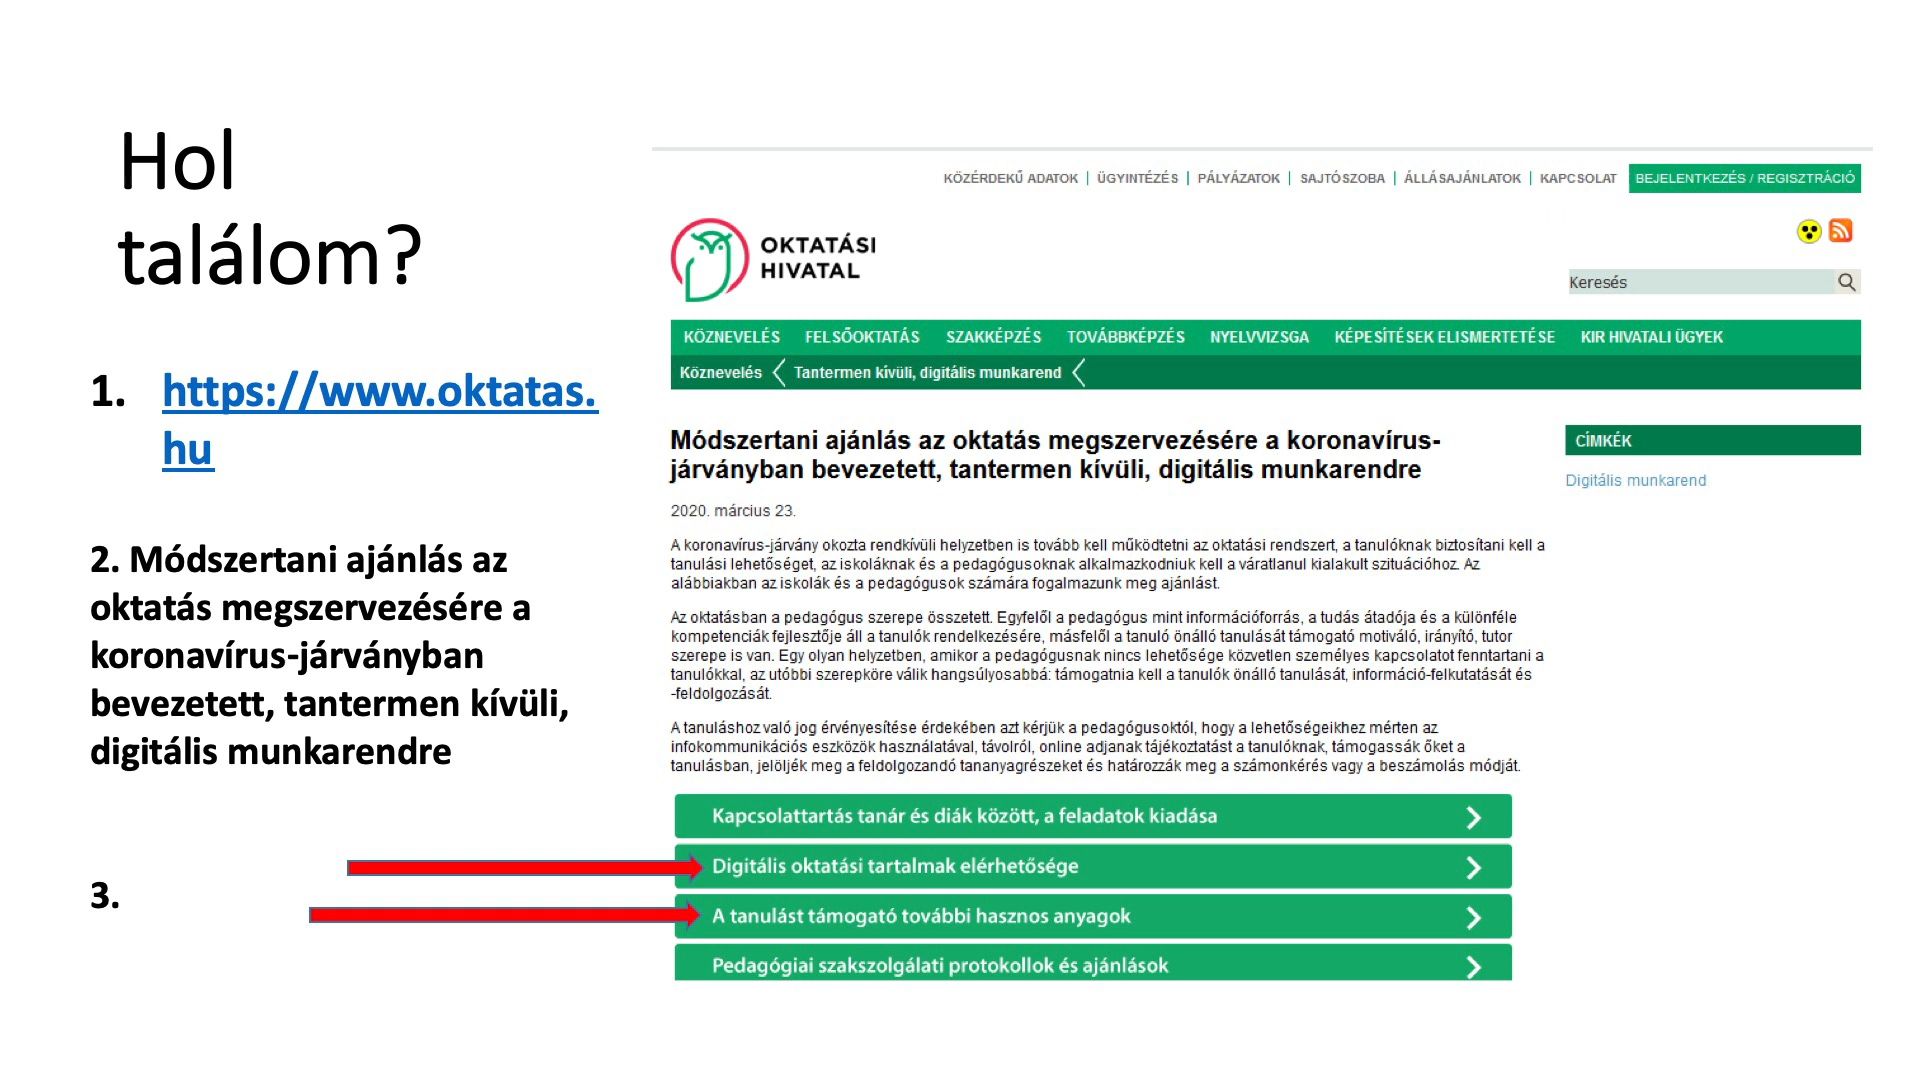 Hol
találom?
1. https://www.oktatas.
hu
2. Módszertani ajánlás az
oktatás megszervezésére a
koronavírus-járványban
bevezetett, tantermen kívüli,
digitális munkarendre
3.
KÖZÉRDEKŰ ADATOK | ÜGYINTÉZÉS | PÁLYÁZATOK | SAJTÓSZOBA | ÁLLÁSAJÁNLATOK | KAPCSOLAT BEJELENTKEZÉS / REGISZTRÁCIÓ
OKTATÁSI
HIVATAL
Keresés
KÖZNEVELÉS FELSŐOKTATÁS SZAKKÉPZÉS TOVÁBBKÉPZÉS NYELVVIZSGA KÉPESÍTÉSEK ELISMERTETÉSE KIR HIVATALI ÜGYEK
Köznevelés Tantermen kívüli, digitális munkarend
Módszertani ajánlás az oktatás megszervezésére a koronavírus-
járványban bevezetett, tantermen kívüli, digitális munkarendre
2020. március 23.
A koronavírus-járvány okozta rendkívüli helyzetben is tovább kell működtetni az oktatási rendszert, a tanulóknak biztosítani kell a
tanulási lehetőséget, az iskoláknak és a pedagógusoknak alkalmazkodniuk kell a váratlanul kialakult szituációhoz. Az
alábbiakban az iskolák és a pedagógusok számára fogalmazunk meg ajánlást.
Az oktatásban a pedagógus szerepe összetett. Egyfelől a pedagógus mint információforrás, a tudás átadója és a különféle
kompetenciák fejlesztője áll a tanulók rendelkezésére, másfelől a tanuló önálló tanulását támogató motiváló, irányító, tutor
szerepe is van. Egy olyan helyzetben, amikor a pedagógusnak nincs lehetősége közvetlen személyes kapcsolatot fenntartani a
tanulókkal, az utóbbi szerepköre válik hangsúlyosabbá: támogatnia kell a tanulók önálló tanulását, információ-felkutatását és
-feldolgozását.
A tanuláshoz való jog érvényesítése érdekében azt kérjük a pedagógusoktól, hogy a lehetőségeikhez mérten az
infokommunikációs eszközök használatával, távolról, online adjanak tájékoztatást a tanulóknak, támogassák őket a
tanulásban, jelöljék meg a feldolgozandó tananyagrészeket és határozzák meg a számonkérés vagy a beszámolás módját.
Kapcsolattartás tanár és diák között, a feladatok kiadása
Digitális oktatási tartalmak elérhetősége
A tanulást támogató további hasznos anyagok
Pedagógiai szakszolgálati protokollok és ajánlások
CÍMKÉK
Digitális munkarend